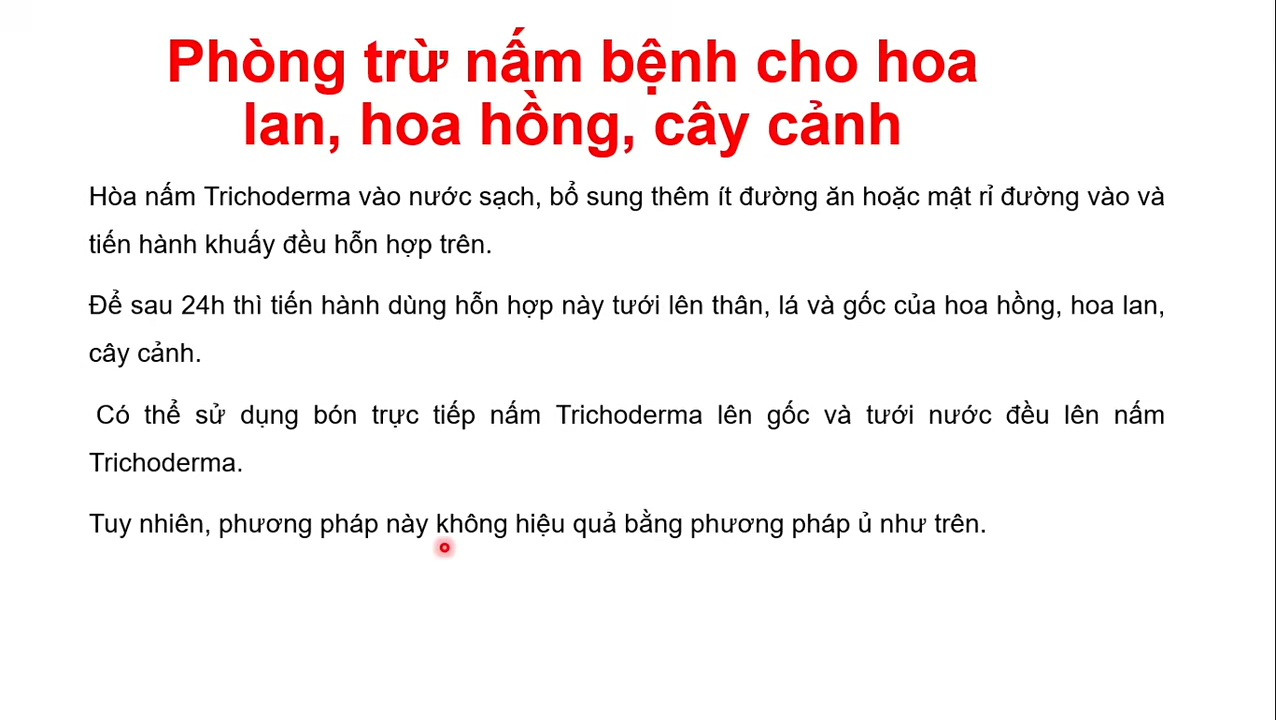 Phòng trừ nấm bệnh cho hoa
lan, hoa hồng, cây cảnh
Hòa nấm Trichoderma vào nước sạch, bổ sung thêm ít đường ăn hoặc mật rỉ đường vào và
tiến hành khuấy đều hỗn hợp trên.
Để sau 24h thì tiến hành dùng hỗn hợp này tưới lên thân, lá và gốc của hoa hồng, hoa lan,
cây cảnh.
Có thể sử dụng bón trực tiếp nấm Trichoderma lên gốc và tưới nước đều lên nấm
Trichoderma.
Tuy nhiên, phương pháp này không hiệu quả bằng phương pháp ủ như trên.